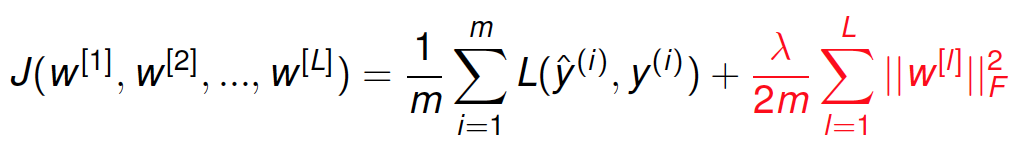 J(w^{[1]}, w^{[2]}, ..., w^{[L]}) = \frac{1}{m} \sum_{i=1}^{m} L(\hat{y}^{(i)}, y^{(i)}) + \frac{\lambda}{2m} \sum_{l=1}^{L} ||w^{[l]}||_F^2